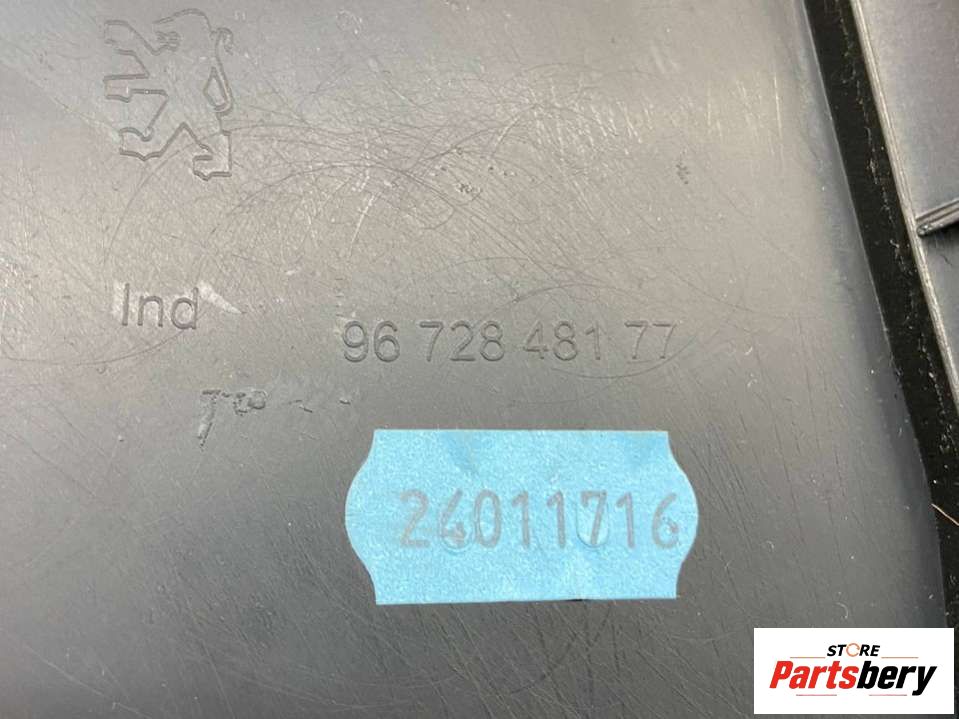 Ind
96 728 481 77
24011716
STORE
Partsbery